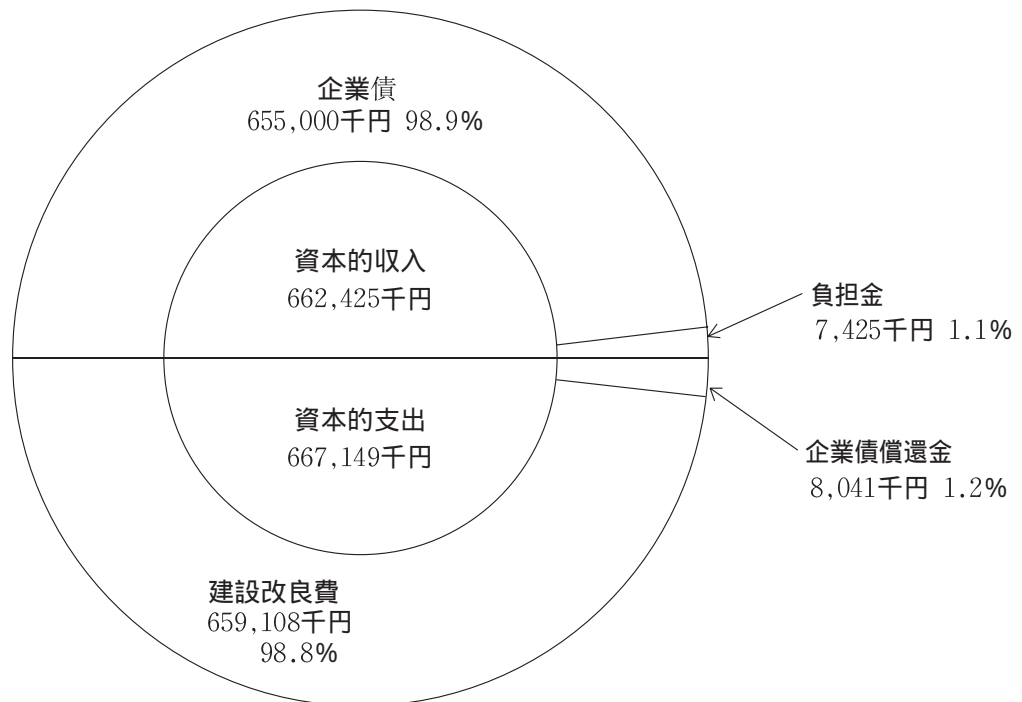 企業債
655,000千円 98.9%
資本的収入
662,425千円
負担金
7,425千円 1.1%
資本的支出
667,149千円
企業債償還金
8,041千円 1.2%
建設改良費
659,108千円
98.8%